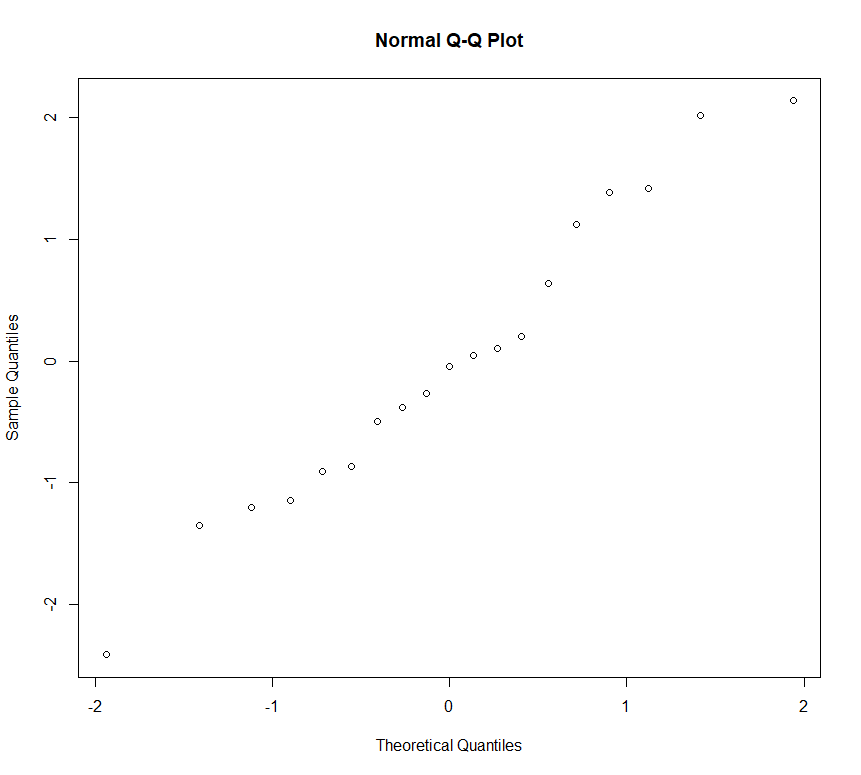 Normal Q-Q Plot
Sample Quantiles
2
1
0
-1
-2
-2 -1 0 1 2
Theoretical Quantiles